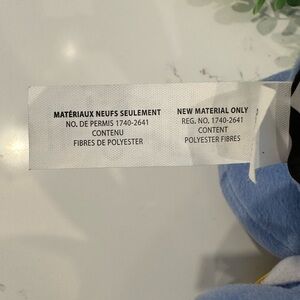 MATÉRIAUX NEUFS SEULEMENT
NO. DE PERMIS 1740-2641
CONTENU
FIBRES DE POLYESTER
NEW MATERIAL ONLY
REG. NO. 1740-2641
CONTENT
POLYESTER FIBRES